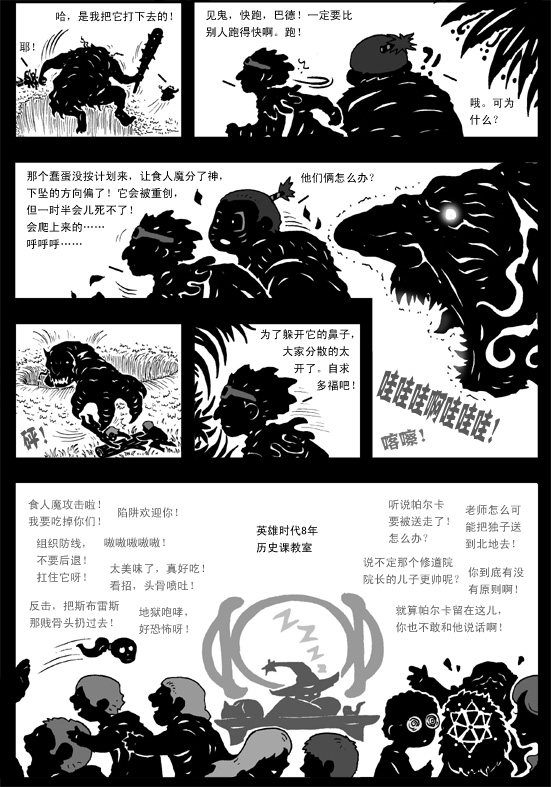 哈，是我把它打下去的！
耶！
见鬼，快跑，巴德！一定要比
别人跑得快啊。跑！
哦。可为
什么？
那个蠢蛋没按计划来，让食人魔分了神，
下坠的方向偏了！它会被重创，
但一时半会儿死不了！
会爬上来的……
呼呼呼……
他们俩怎么办？
哇哇哇啊哇哇哇！
喀嚓！
砰！
为了躲开它的鼻子，
大家分散的太
开了。自求
多福吧！
英雄时代8年
历史课教室
食人魔攻击啦！
我要吃掉你们！
陷阱欢迎你！
组织防线，
不要后退！
扛住它呀！
嗷嗷嗷嗷嗷！
太美味了，真好吃！
看招，头骨喷吐！
反击，把斯布雷斯
那贱骨头扔过去！
地狱咆哮，
好恐怖呀！
听说帕尔卡
要被送走了！
怎么办？
老师怎么可
能把独子送
到北地去！
说不定那个修道院
院长的儿子更帅呢？
你到底有没
有原则啊！
就算帕尔卡留在这儿，
你也不敢和他说话啊！
ZZZZ